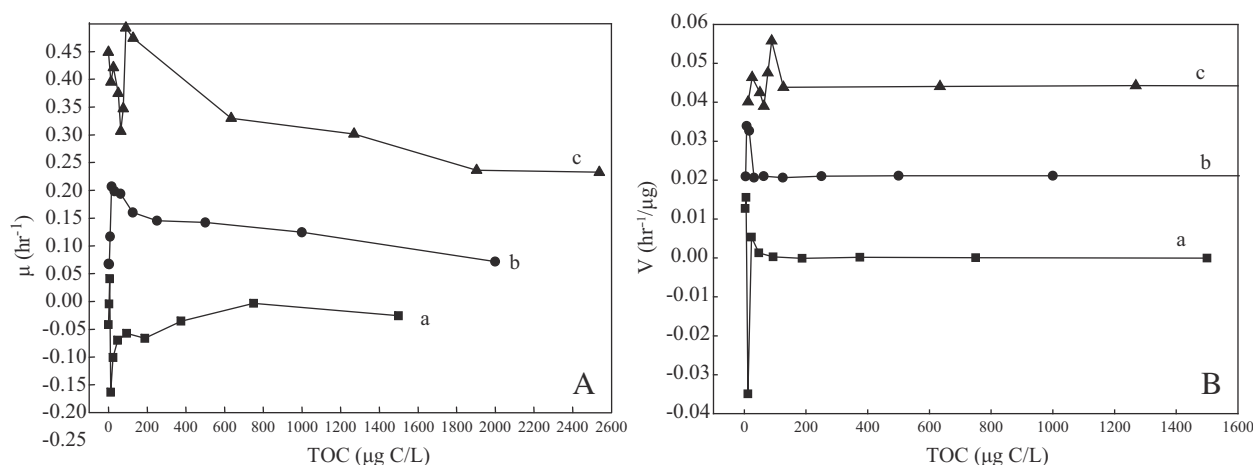 0.45
0.40
0.35
0.30
0.25
0.20
0.15
0.10
0.05
0.00
-0.05
-0.10
-0.15
-0.20
-0.25
μ (hr⁻¹)
c
b
a
A
0 200 400 600 800 1000 1200 1400 1600 1800 2000 2200 2400 2600
TOC (μg C/L)
0.06
0.05
0.04
0.03
0.02
0.01
0.00
-0.01
-0.02
-0.03
-0.04
V (hr⁻¹/μg)
c
b
a
B
0 200 400 600 800 1000 1200 1400 1600
TOC (μg C/L)